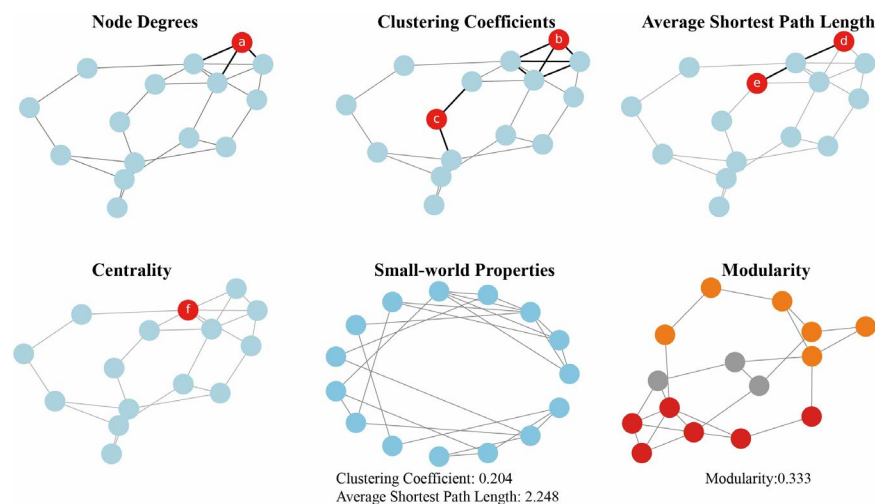 Node Degrees
Clustering Coefficients
Average Shortest Path Length
a
b
d
e
c
Centrality
Small-world Properties
Modularity
f
Clustering Coefficient: 0.204
Average Shortest Path Length: 2.248
Modularity:0.333